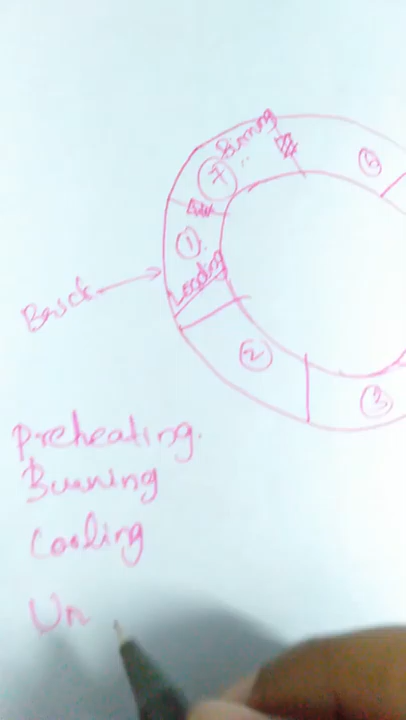 Burning
6
7
1
Loading
Brick
2
3
Preheating.
Burning
Cooling
Un